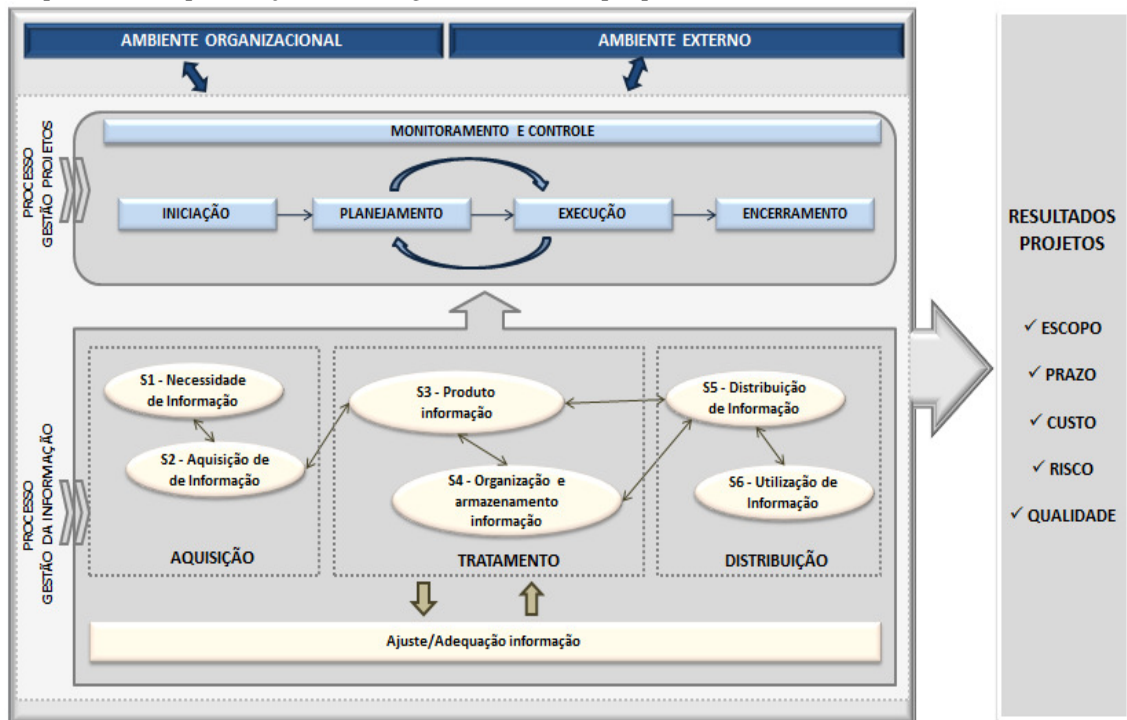 AMBIENTE ORGANIZACIONAL
AMBIENTE EXTERNO
PROCESSO
GESTÃO PROJETOS
MONITORAMENTO E CONTROLE
INICIAÇÃO
PLANEJAMENTO
EXECUÇÃO
ENCERRAMENTO
PROCESSO
GESTÃO DA INFORMAÇÃO
S1 - Necessidade
de Informação
S2 - Aquisição de
de Informação
AQUISIÇÃO
S3 - Produto
informação
S4 - Organização e
armazenamento
informação
TRATAMENTO
S5 - Distribuição
de Informação
S6 - Utilização de
Informação
DISTRIBUIÇÃO
Ajuste/Adequação informação
RESULTADOS
PROJETOS
✓ ESCOPO
✓ PRAZO
✓ CUSTO
✓ RISCO
✓ QUALIDADE